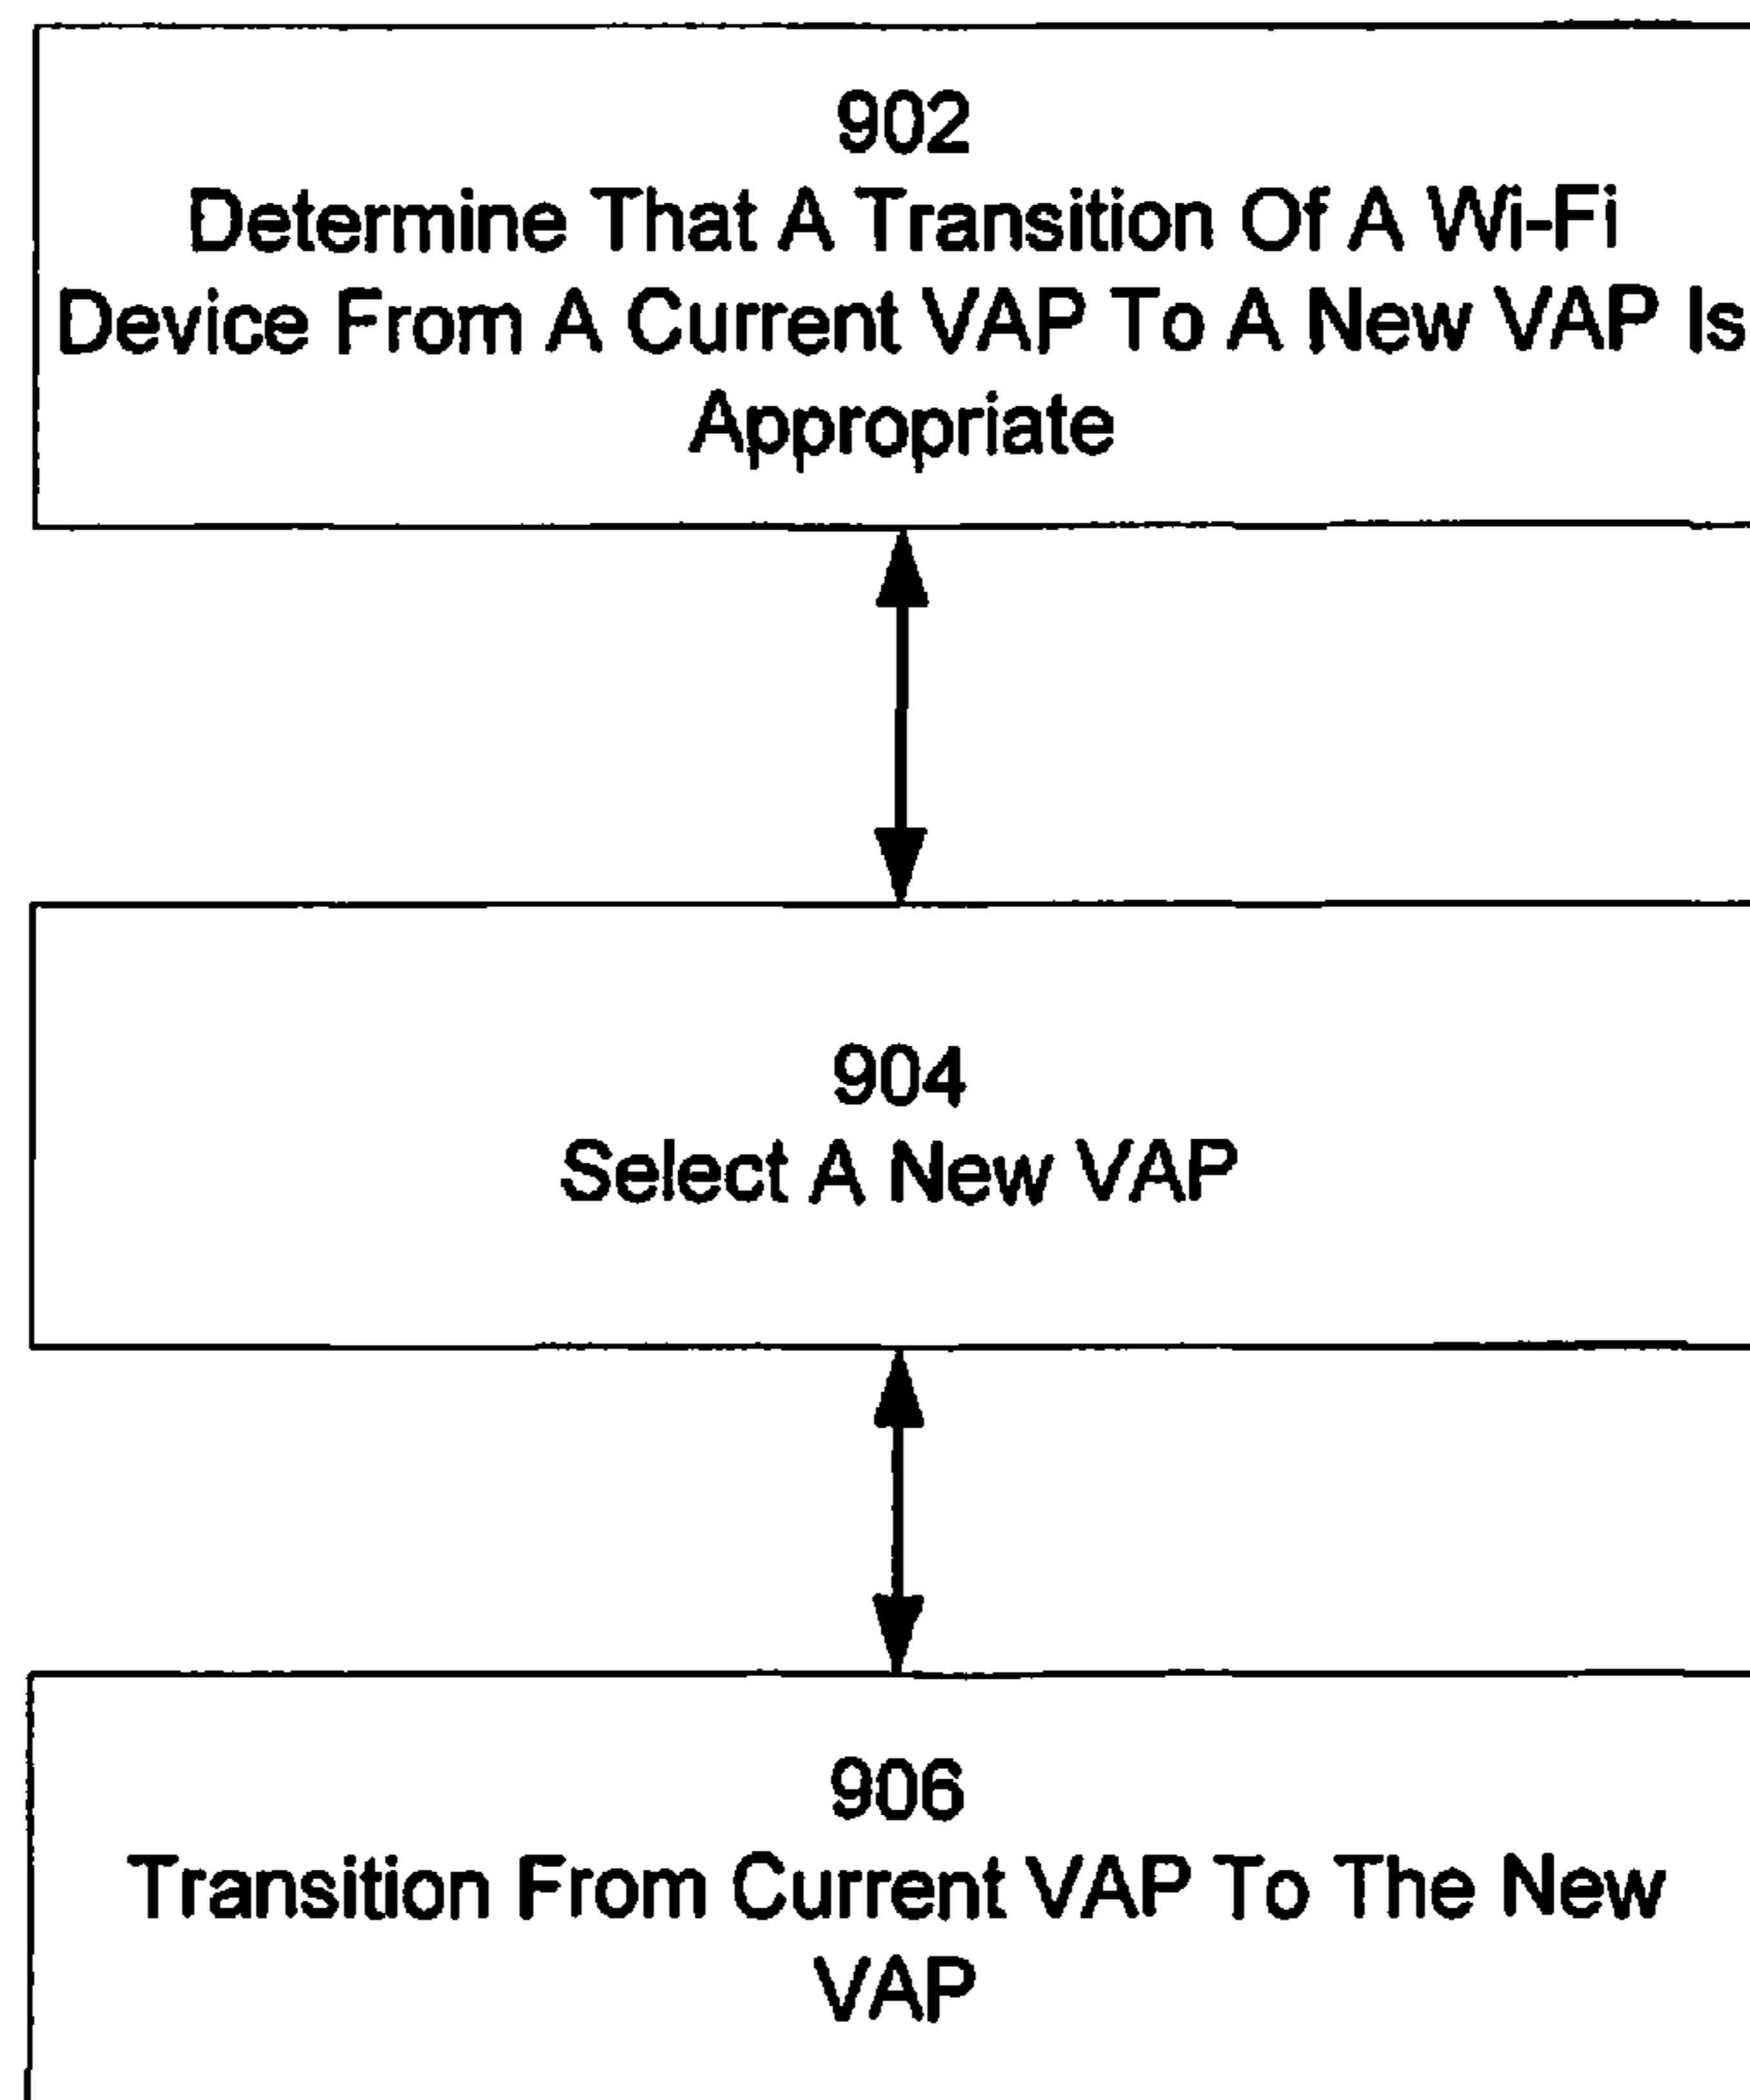 902
Determine That A Transition Of A Wi-Fi
Device From A Current VAP To A New VAP Is
Appropriate
904
Select A New VAP
906
Transition From Current VAP To The New
VAP